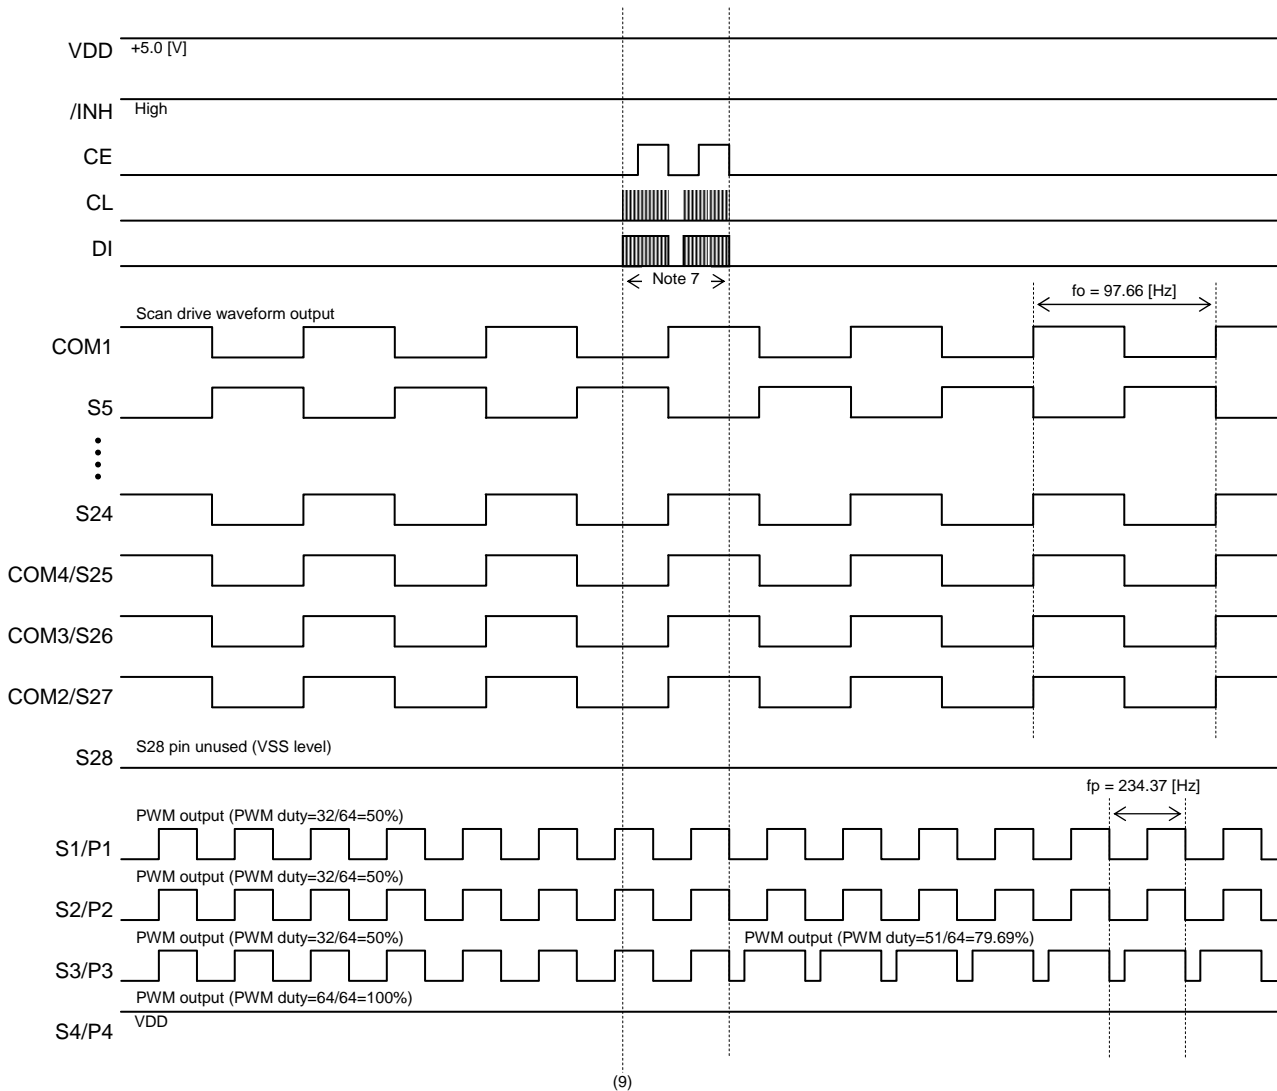 VDD
+5.0 [V]
/INH
High
CE
CL
DI
Note 7
fo = 97.66 [Hz]
Scan drive waveform output
COM1
S5
S24
COM4/S25
COM3/S26
COM2/S27
S28 pin unused (VSS level)
S28
fp = 234.37 [Hz]
PWM output (PWM duty=32/64=50%)
S1/P1
PWM output (PWM duty=32/64=50%)
S2/P2
PWM output (PWM duty=32/64=50%)
PWM output (PWM duty=51/64=79.69%)
S3/P3
PWM output (PWM duty=64/64=100%)
VDD
S4/P4
(9)